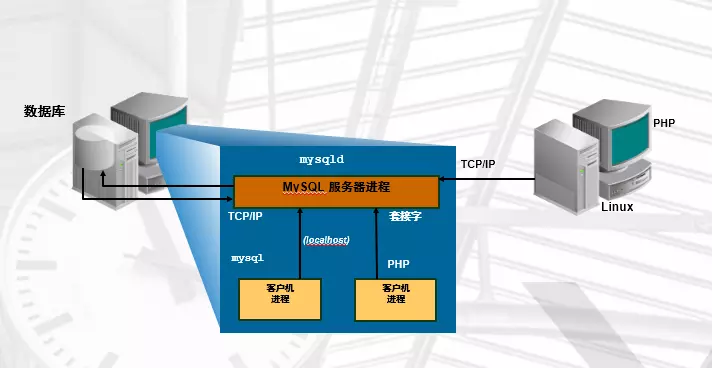 数据库
mysqld
MySQL 服务器进程
TCP/IP
PHP
Linux
TCP/IP
套接字
(localhost)
mysql
PHP
客户机
进程
客户机
进程